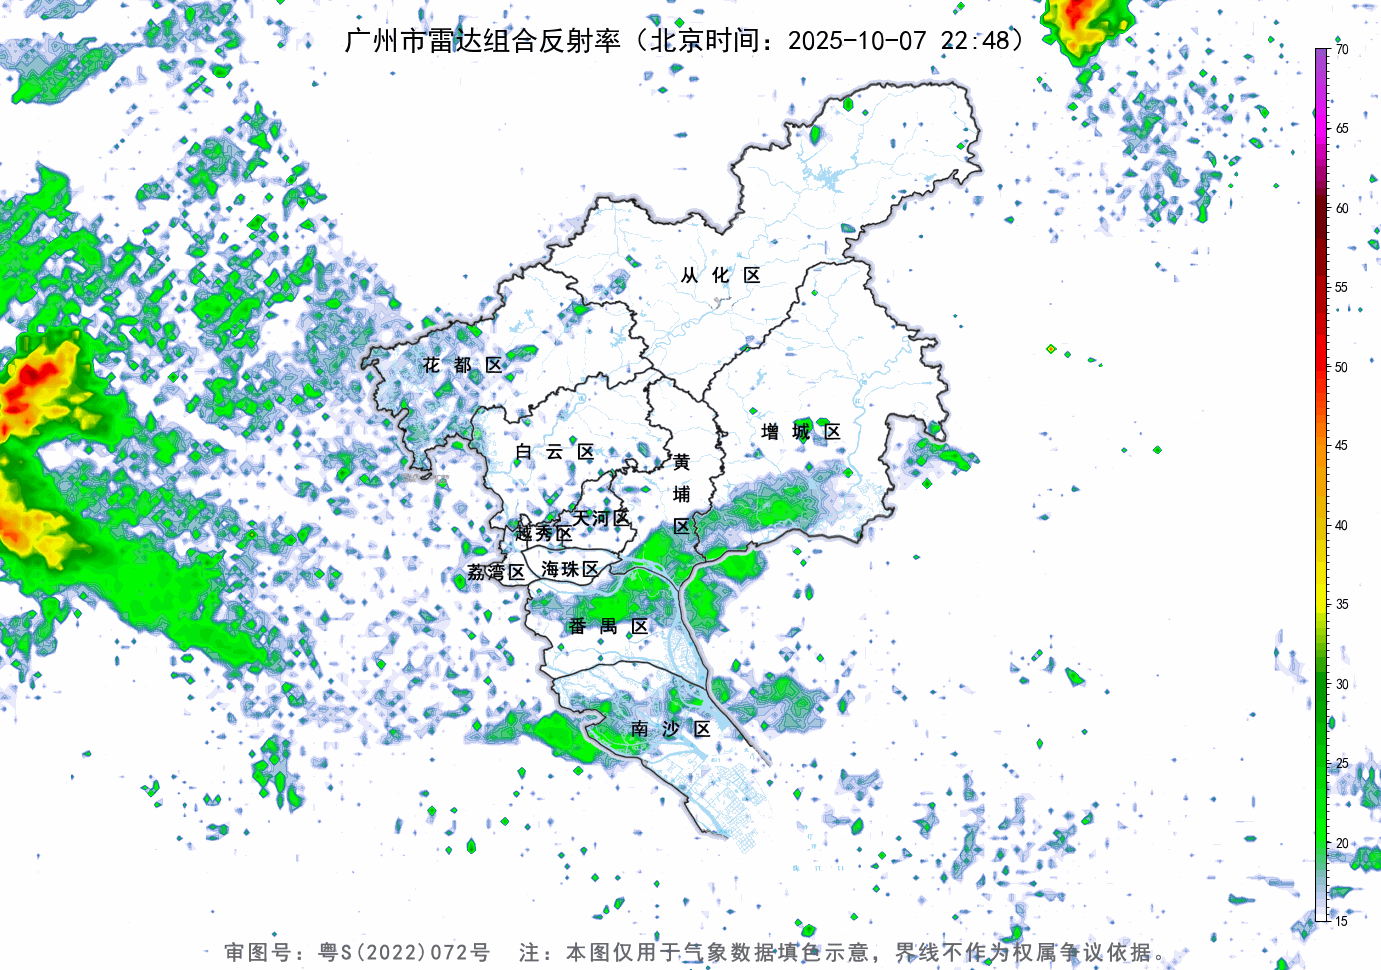 广州市雷达组合反射率（北京时间：2025-10-07 22:48）
70
65
60
55
50
45
40
35
30
25
20
15
从化区
花都区
增城区
白云区
黄埔区
天河区
越秀区
荔湾区
海珠区
番禺区
南沙区
审图号：粤S(2022)072号 注：本图仅用于气象数据填色示意，界线不作为权属争议依据。